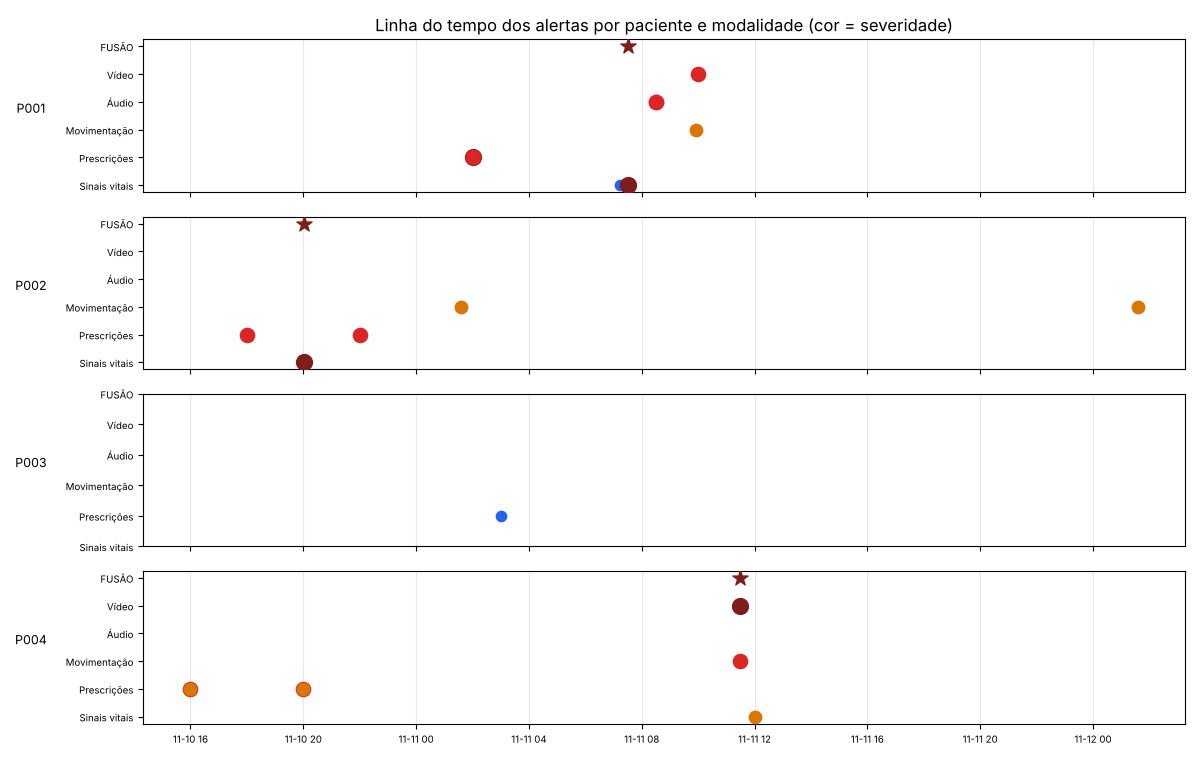 Linha do tempo dos alertas por paciente e modalidade (cor = severidade)
P001
FUSÃO
Vídeo
Áudio
Movimentação
Prescrições
Sinais vitais
P002
FUSÃO
Vídeo
Áudio
Movimentação
Prescrições
Sinais vitais
P003
FUSÃO
Vídeo
Áudio
Movimentação
Prescrições
Sinais vitais
P004
FUSÃO
Vídeo
Áudio
Movimentação
Prescrições
Sinais vitais
11-10 16 11-10 20 11-11 00 11-11 04 11-11 08 11-11 12 11-11 16 11-11 20 11-12 00